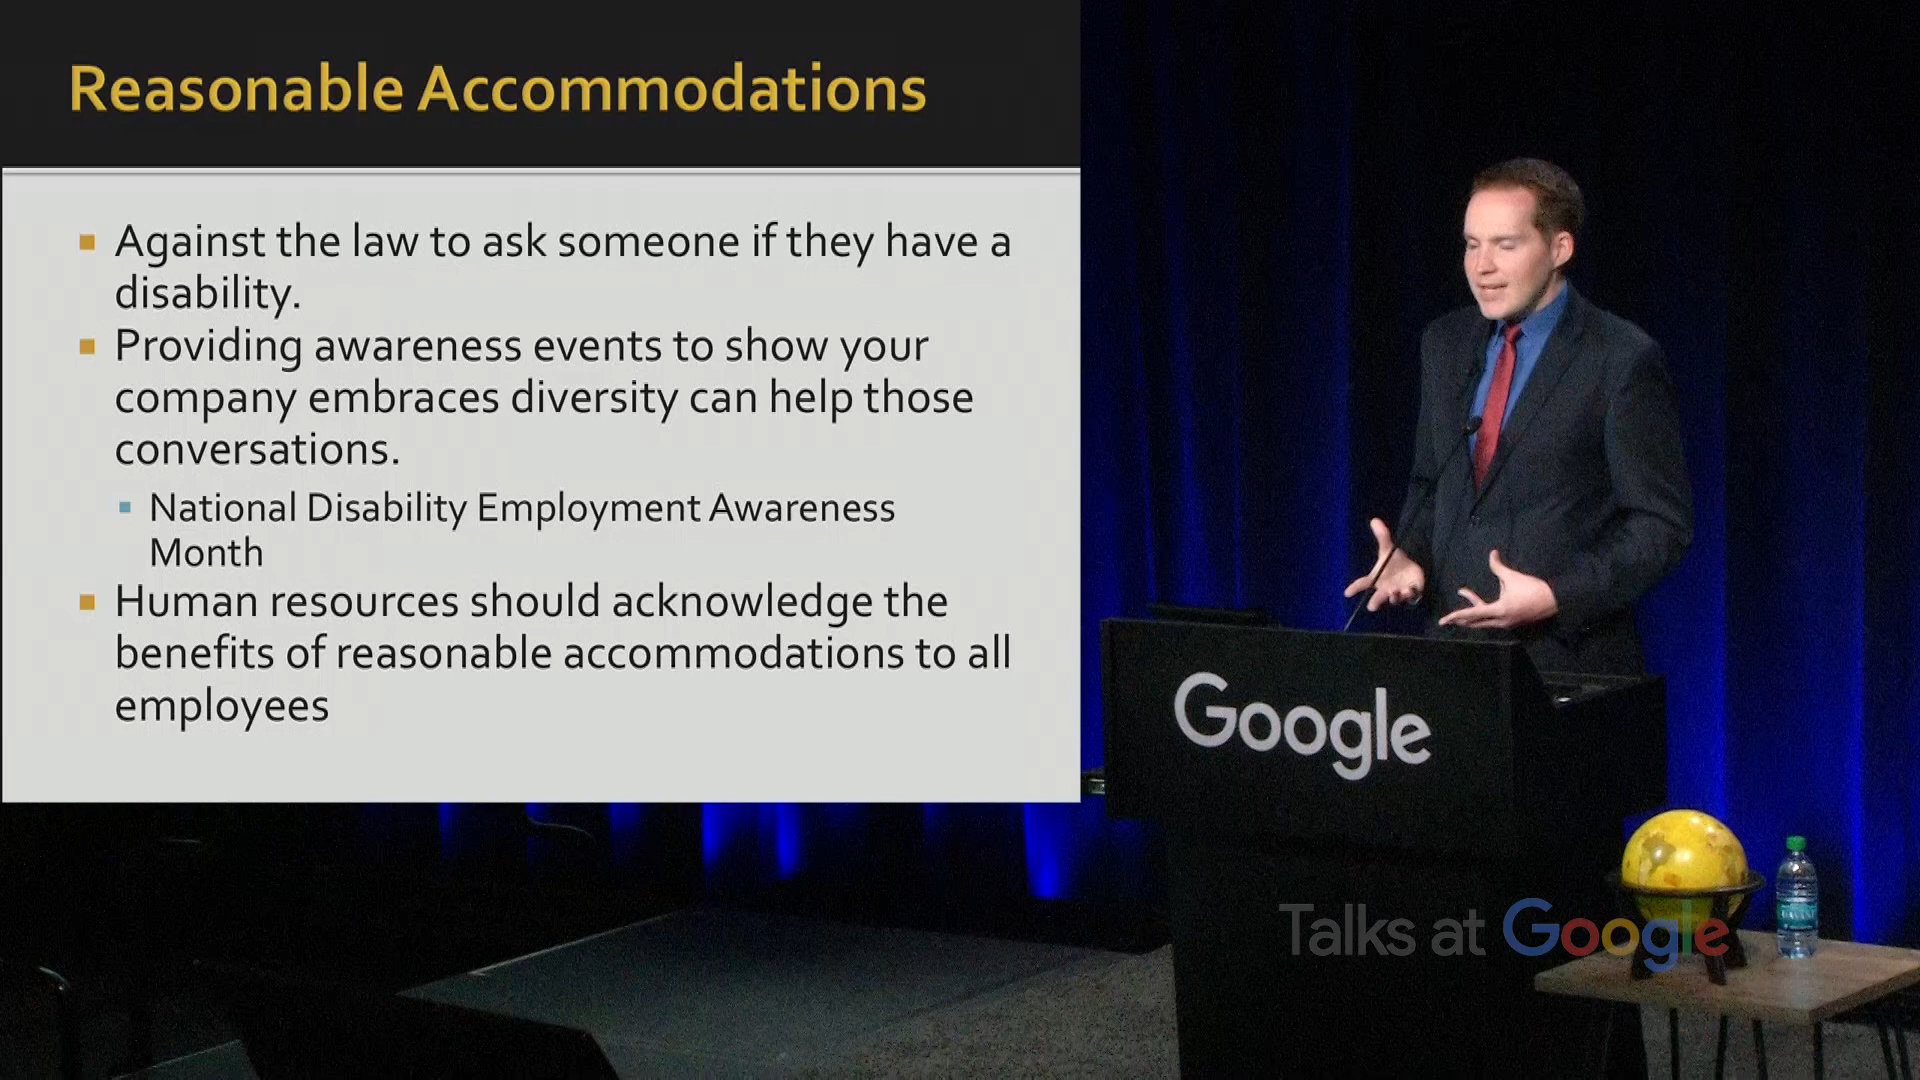 Reasonable Accommodations
Against the law to ask someone if they have a
disability.
Providing awareness events to show your
company embraces diversity can help those
conversations.
National Disability Employment Awareness
Month
Human resources should acknowledge the
benefits of reasonable accommodations to all
employees
Google
Talks at Google